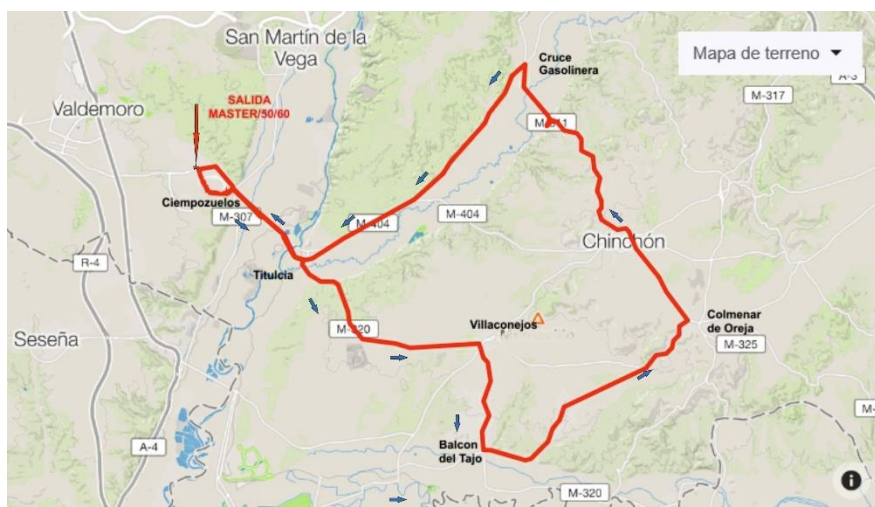 San Martín de la
Vega
Cruce
Gasolinera
Mapa de terreno
A-3
M-317
Valdemoro
SALIDA
MASTER/50/60
M-311
Ciempozuelos
M-307
M-404
M-404
Chinchón
R-4
Titulcia
Villaconejos
Colmenar
de Oreja
M-320
M-325
Seseña
M-
A-4
Balcon
del Tajo
M-320